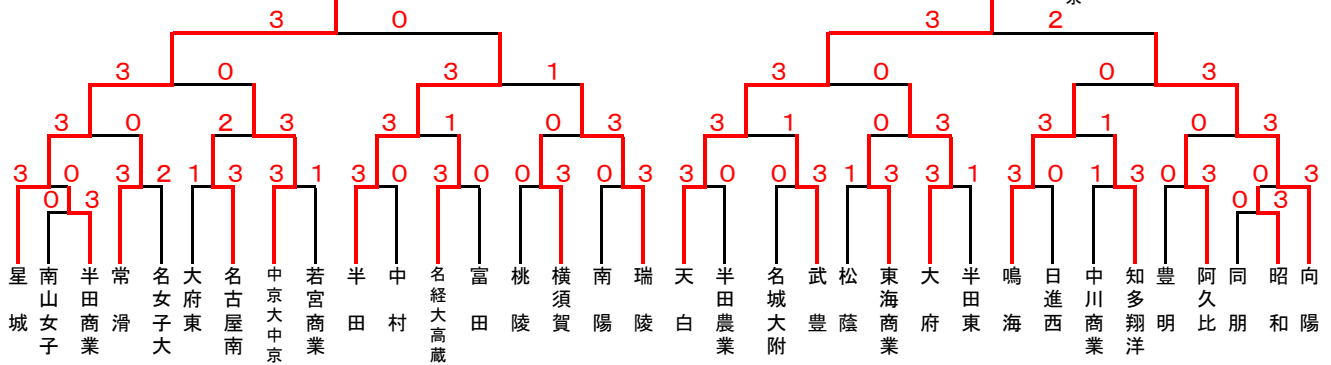 3 0 3 2
3 0 3 1 3 0 0 3
3 0 2 3 3 1 0 3 3 1 0 3 3 1 0 3
3 0 3 2 1 3 3 1 3 0 3 0 0 3 0 3 3 0 0 3 1 3 3 1 3 0 1 3 0 3 0 3
0 3 0 3
星城
南山女子
半田商業
常滑
名女子大
大府東
名古屋南
中京大中京
若宮商業
半田
中村
名経大高蔵
富田
桃陵
横須賀
南陽
瑞陵
天白
半田農業
名城大附
武豊
松蔭
東海商業
大府
半田東
鳴海
日進西
中川商業
知多翔洋
豊明
阿久比
同朋
昭和
向陽